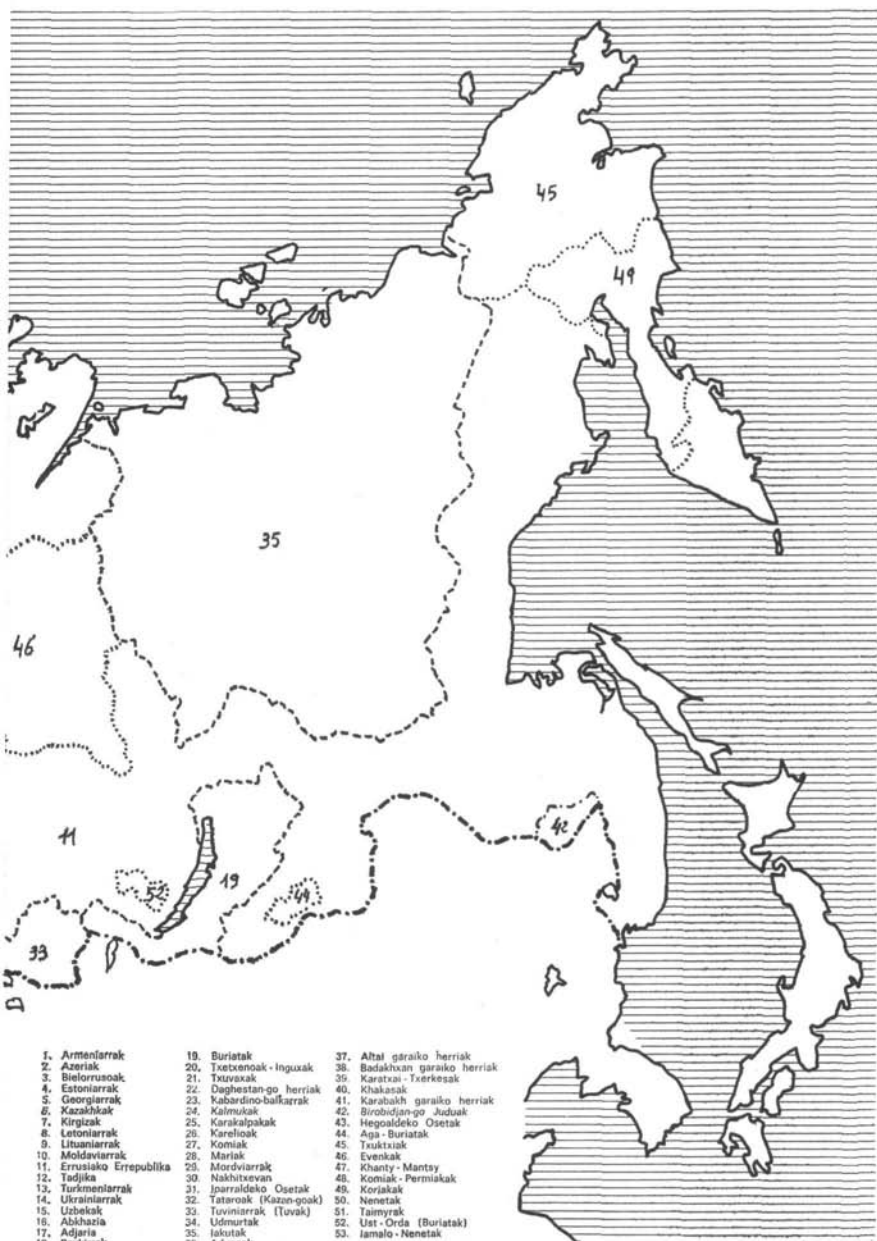 45
49
35
46
11
52
19
44
42
33
1. Armeniarrak
2. Azeriak
3. Bielorrusoak
4. Estoniarrak
5. Georgiarrak
6. Kazakhkak
7. Kirgizak
8. Letoniarrak
9. Lituaniarrak
10. Moldaviarrak
11. Errusiako Errepublika
12. Tadjika
13. Turkmeniarrak
14. Ukrainiarrak
15. Uzbekak
16. Abkhazia
17. Adjaria
19. Buriatak
20. Txetxenoak - Inguxak
21. Txuvaxak
22. Daghestan-go herriak
23. Kabardino-balkarrak
24. Kalmukak
25. Karakalpakak
26. Karelioak
27. Komiak
28. Mariak
29. Mordviarrak
30. Nakhitxevan
31. Iparraldeko Osetak
32. Tataroak (Kazan-goak)
33. Tuviniarrak (Tuvak)
34. Udmurtak
35. Iakutak
37. Altai garaiko herriak
38. Badakhxan garaiko herriak
39. Karatxai - Txerkesak
40. Khakasak
41. Karabakh garaiko herriak
42. Birobidjan-go Juduak
43. Hegoaldeko Osetak
44. Aga - Buriatak
45. Txuktxiak
46. Evenkak
47. Khanty - Mantsy
48. Komiak - Permiakak
49. Koriakak
50. Nenetak
51. Taimyrak
52. Ust - Orda (Buriatak)
53. Iamalo - Nenetak